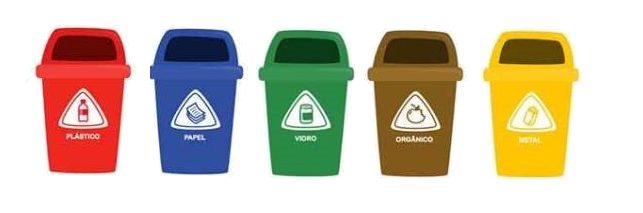 PLÁSTICO
PAPEL
VIDRO
ORGÂNICO
METAL